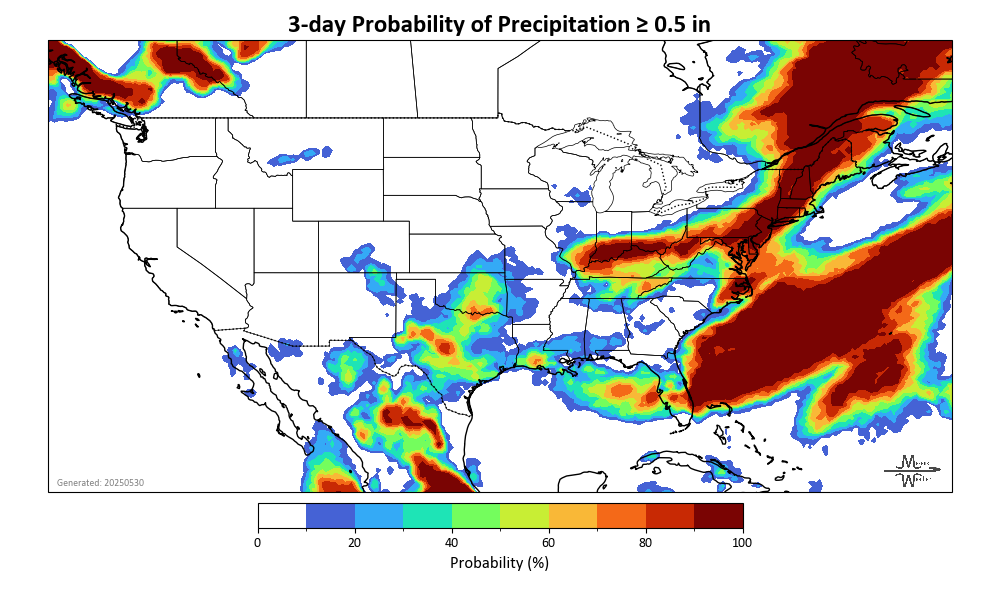 3-day Probability of Precipitation ≥ 0.5 in
Generated: 20250530
0 20 40 60 80 100
Probability (%)